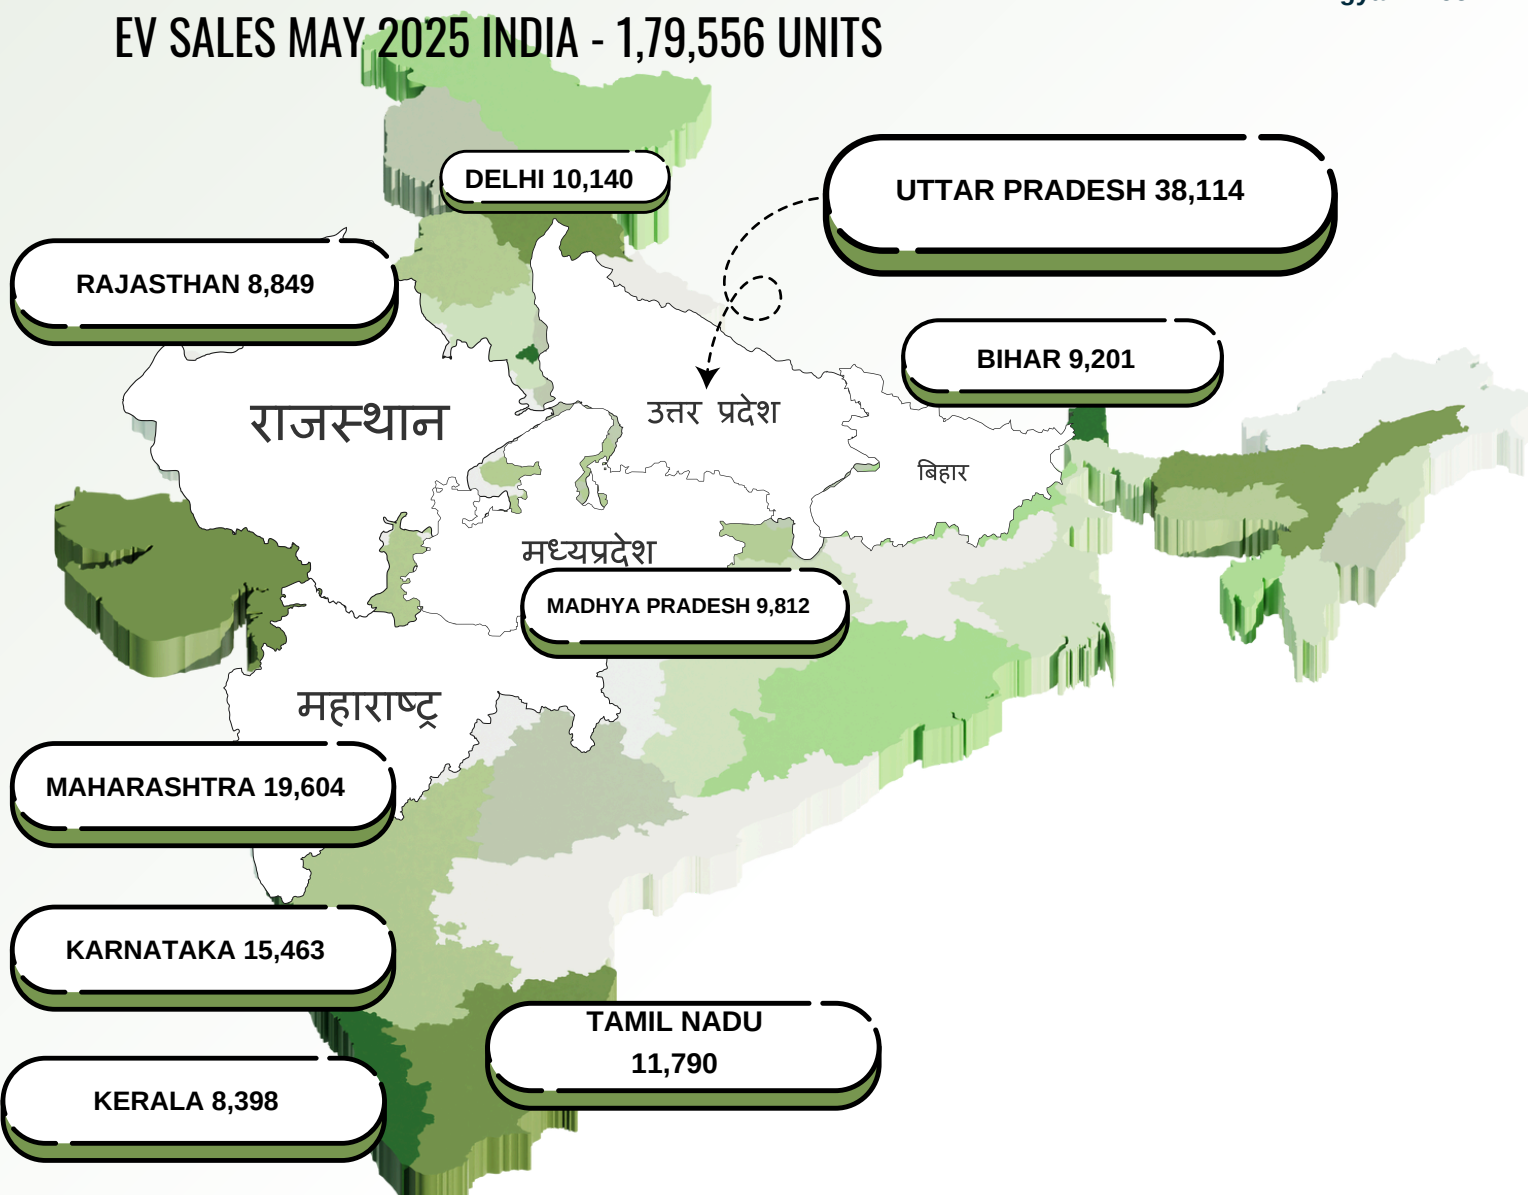 EV SALES MAY 2025 INDIA - 1,79,556 UNITS
DELHI 10,140
UTTAR PRADESH 38,114
RAJASTHAN 8,849
BIHAR 9,201
राजस्थान
उत्तर प्रदेश
बिहार
मध्यप्रदेश
MADHYA PRADESH 9,812
महाराष्ट्र
MAHARASHTRA 19,604
KARNATAKA 15,463
TAMIL NADU
11,790
KERALA 8,398